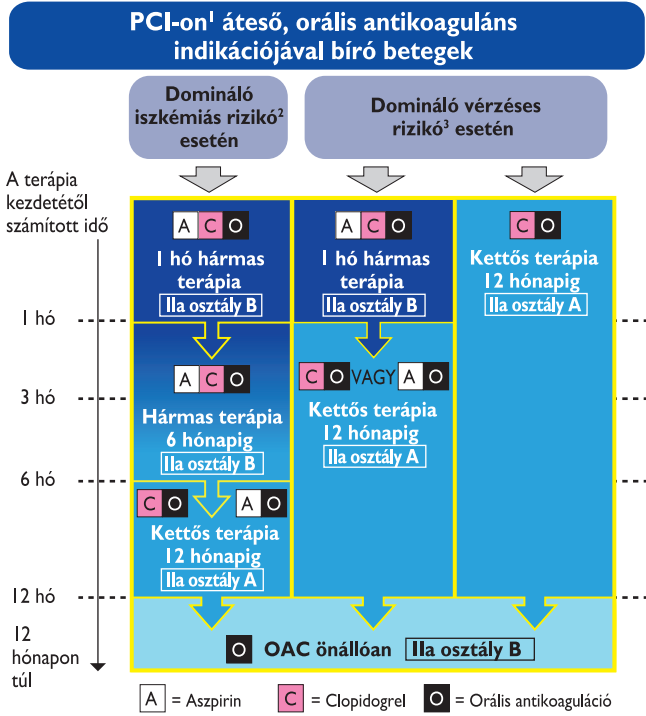 PCI-on¹ áteső, orális antikoaguláns
indikációjával bíró betegek
Domináló
iszkémiás rizikó²
esetén
Domináló vérzéses
rizikó³ esetén
A terápia
kezdetétől
számított idő
A C O
1 hó hármas
terápia
IIa osztály B
A C O
1 hó hármas
terápia
IIa osztály B
C O
Kettős terápia
12 hónapig
IIa osztály A
1 hó
A C O
Hármas terápia
6 hónapig
IIa osztály B
C O VAGY A O
Kettős terápia
12 hónapig
IIa osztály A
3 hó
6 hó
C O A O
Kettős terápia
12 hónapig
IIa osztály A
12 hó
12
hónapon
túl
O OAC önállóan IIa osztály B
A = Aszpirin C = Clopidogrel O = Orális antikoaguláció